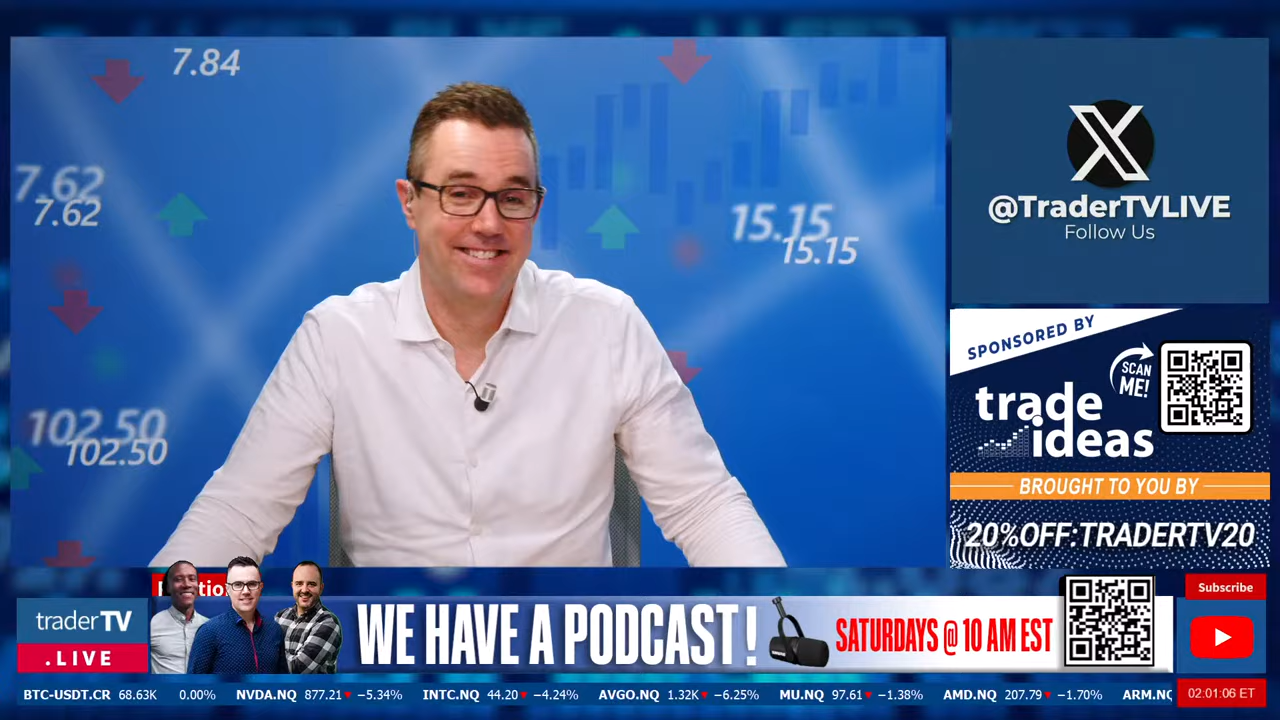 7.84
7.62
7.62
15.15
15.15
102.50
102.50
@TraderTVLIVE
Follow Us
SPONSORED BY
SCAN
ME!
trade
ideas
BROUGHT TO YOU BY
20%OFF:TRADERTV20
traderTV
.LIVE
WE HAVE A PODCAST!
SATURDAYS @ 10 AM EST
Subscribe
BTC-USDT.CR 68.63K 0.00% NVDA.NQ 877.21 -5.34% INTC.NQ 44.20 -4.24% AVGO.NQ 1.32K -6.25% MU.NQ 97.61 -1.38% AMD.NQ 207.79 -1.70%
02:01:06 ET